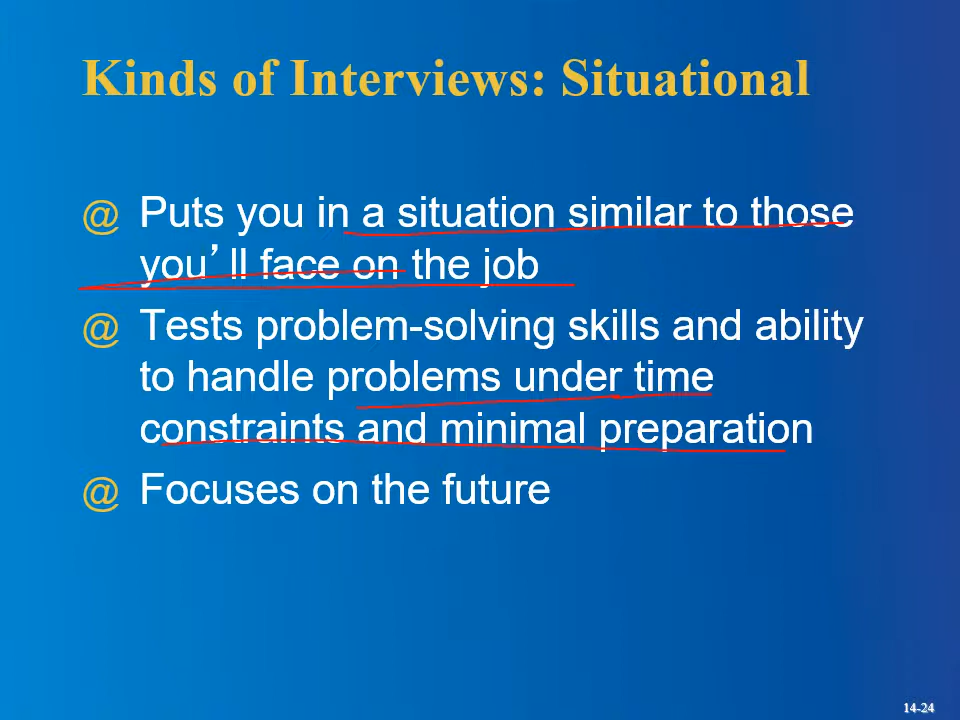 Kinds of Interviews: Situational
@ Puts you in a situation similar to those
you’ll face on the job
@ Tests problem-solving skills and ability
to handle problems under time
constraints and minimal preparation
@ Focuses on the future
14-24